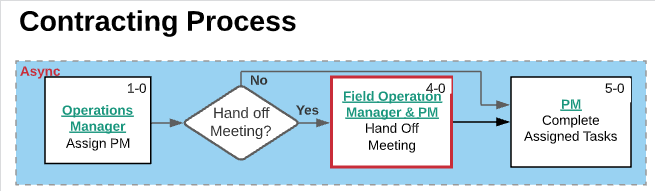 Contracting Process
Async
1-0
Operations
Manager
Assign PM
Hand off
Meeting?
No
Yes
4-0
Field Operation
Manager & PM
Hand Off
Meeting
5-0
PM
Complete
Assigned Tasks